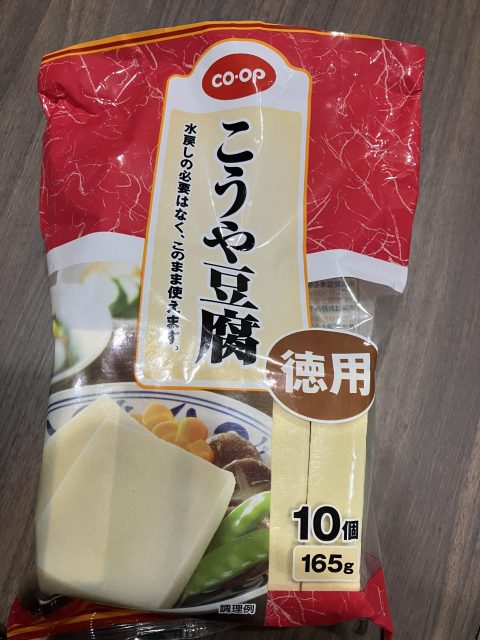 CO·OP
こうや豆腐
水戻しの必要はなく、このまま使えます。
徳用
10個
165g
調理例